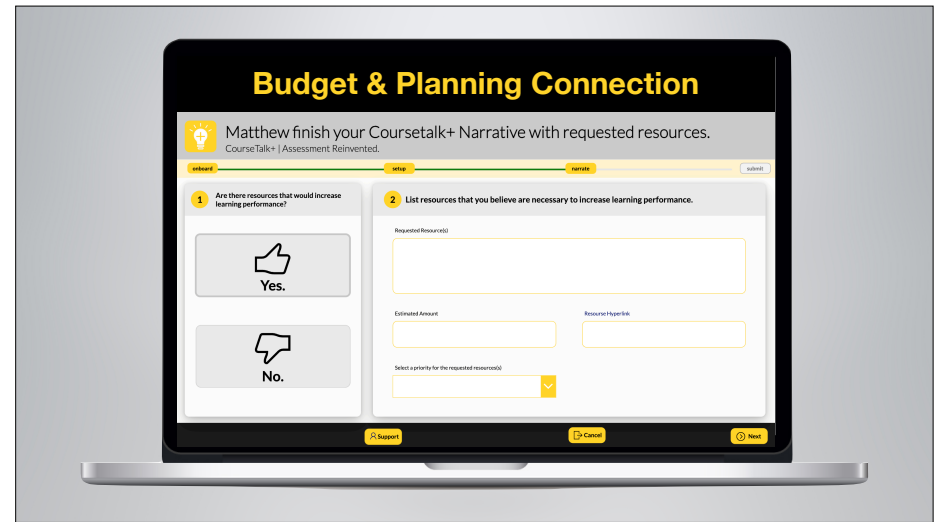 Budget & Planning Connection
Matthew finish your Coursetalk+ Narrative with requested resources.
CourseTalk+ | Assessment Reinvented.
onboard
setup
narrate
submit
1
Are there resources that would increase
learning performance?
Yes.
No.
2
List resources that you believe are necessary to increase learning performance.
Requested Resource(s)
Estimated Amount
Resourse Hyperlink
Select a priority for the requested resources(s)
Support
Cancel
Next